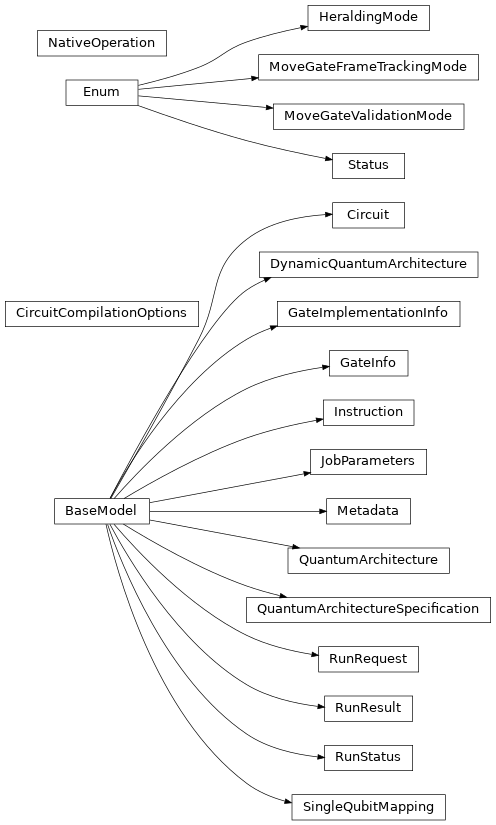 HeraldingMode
NativeOperation
MoveGateFrameTrackingMode
Enum
MoveGateValidationMode
Status
Circuit
DynamicQuantumArchitecture
CircuitCompilationOptions
GateImplementationInfo
GateInfo
Instruction
JobParameters
BaseModel
Metadata
QuantumArchitecture
QuantumArchitectureSpecification
RunRequest
RunResult
RunStatus
SingleQubitMapping